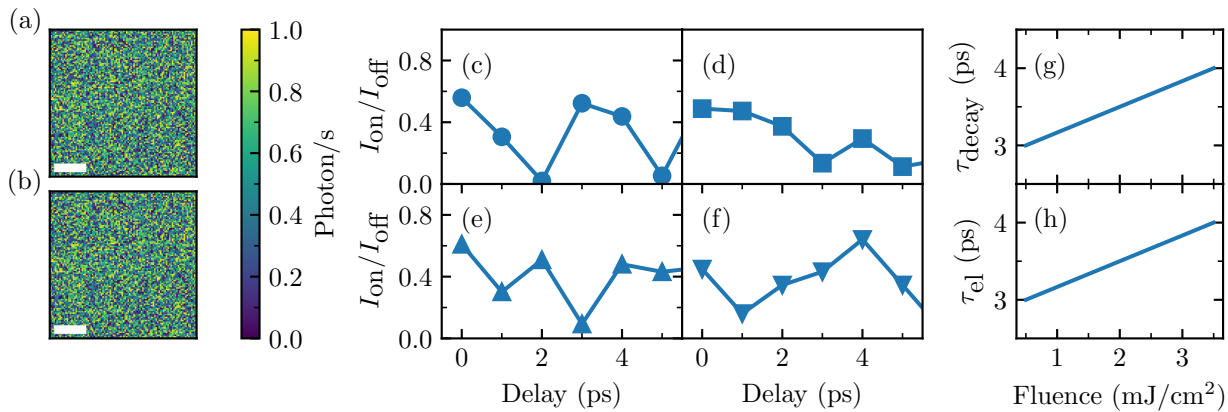 (a)
(b)
1.0
0.8
0.6
0.4
0.2
0.0
Photon/s
0.8
0.4
0.0
I_on/I_off
(c)
(d)
0.8
0.4
0.0
I_on/I_off
(e)
(f)
0 2 4
Delay (ps)
0 2 4
Delay (ps)
4
3
τ_decay (ps)
(g)
4
3
τ_el (ps)
(h)
1 2 3
Fluence (mJ/cm²)